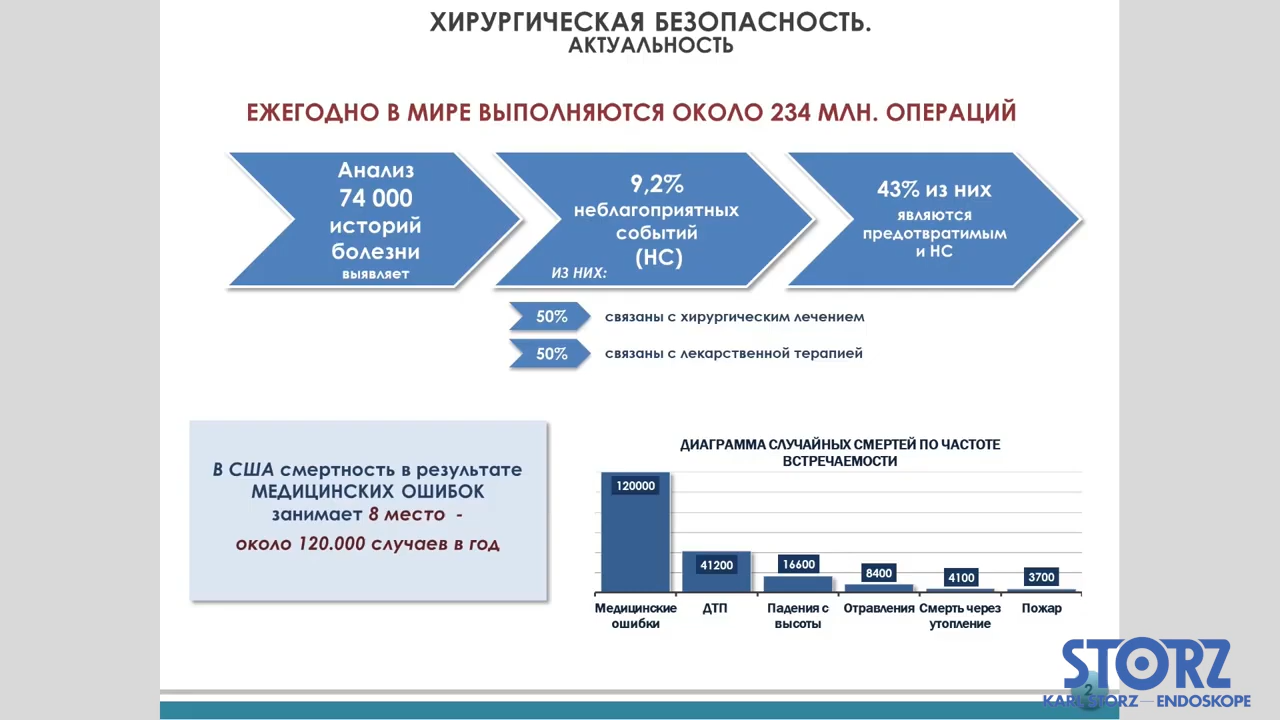 ХИРУРГИЧЕСКАЯ БЕЗОПАСНОСТЬ.
АКТУАЛЬНОСТЬ
ЕЖЕГОДНО В МИРЕ ВЫПОЛНЯЮТСЯ ОКОЛО 234 МЛН. ОПЕРАЦИЙ
Анализ
74 000
историй
болезни
выявляет
9,2%
неблагоприятных
событий
(НС)
ИЗ НИХ:
43% из них
являются
предотвратимым
и НС
50%
связаны с хирургическим лечением
50%
связаны с лекарственной терапией
В США смертность в результате
МЕДИЦИНСКИХ ОШИБОК
занимает 8 место -
около 120.000 случаев в год
ДИАГРАММА СЛУЧАЙНЫХ СМЕРТЕЙ ПО ЧАСТОТЕ
ВСТРЕЧАЕМОСТИ
120000
41200
16600
8400
4100
3700
Медицинские
ошибки
ДТП
Падения с
высоты
Отравления
Смерть через
утопление
Пожар
STORZ
2
KARL STORZ—ENDOSKOPE